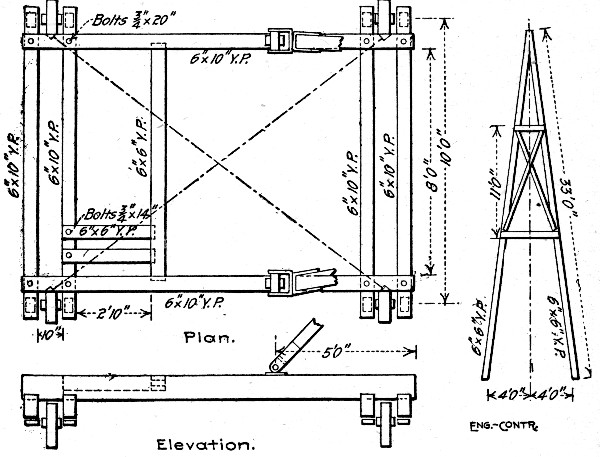 Bolts 3/4"×20"
6"×10"Y.P.
6"×10"Y.P.
6"×10"Y.P.
6"×6"Y.P.
6"×10"Y.P.
6"×10"Y.P.
8'0"
10'0"
Bolts 3/4"×14"
6"×6"Y.P.
6"×10"Y.P.
10"
2'10"
Plan.
5'0"
Elevation.
11'0"
33'0"
6"×6"Y.P.
6"×6"Y.P.
4'0"
4'0"
ENG.-CONTR.